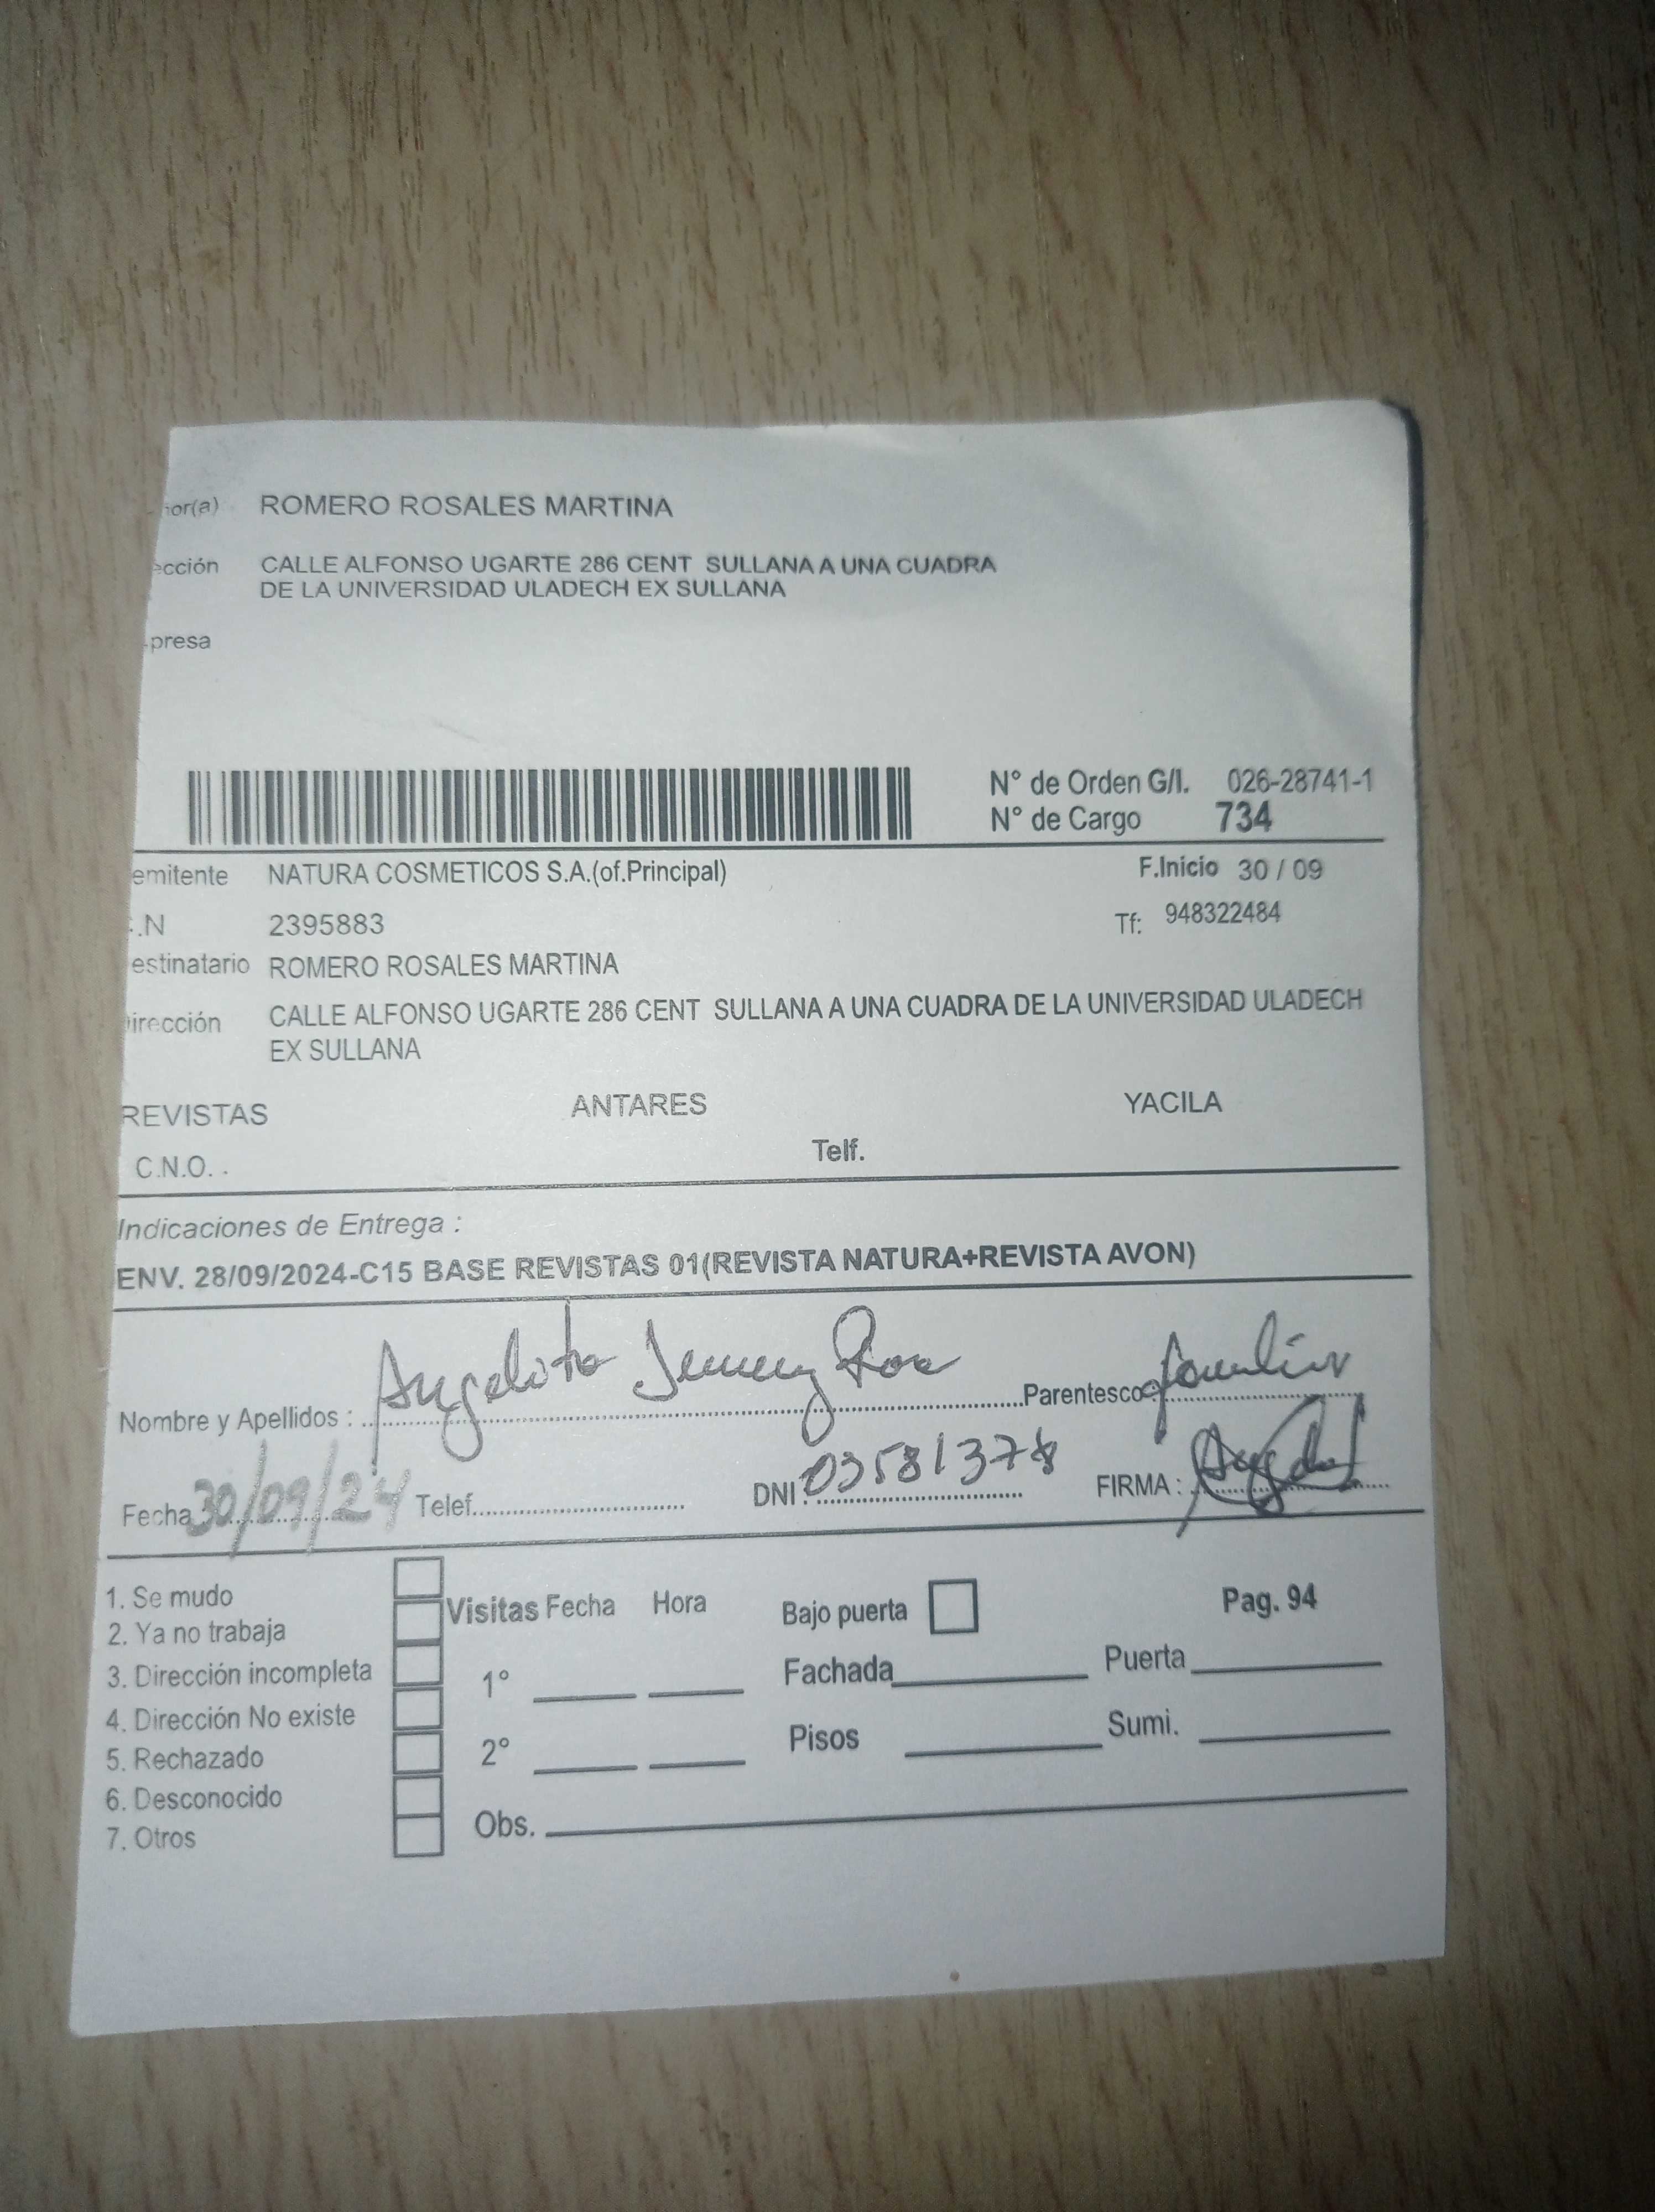 ñor(a) ROMERO ROSALES MARTINA
ección CALLE ALFONSO UGARTE 286 CENT SULLANA A UNA CUADRA
DE LA UNIVERSIDAD ULADECH EX SULLANA
presa
N° de Orden G/I. 026-28741-1
N° de Cargo 734
emitente NATURA COSMETICOS S.A.(of.Principal) F.Inicio 30 / 09
.N 2395883 Tf: 948322484
estinatario ROMERO ROSALES MARTINA
irección CALLE ALFONSO UGARTE 286 CENT SULLANA A UNA CUADRA DE LA UNIVERSIDAD ULADECH
EX SULLANA
REVISTAS ANTARES YACILA
C.N.O. . Telf.
Indicaciones de Entrega :
ENV. 28/09/2024-C15 BASE REVISTAS 01(REVISTA NATURA+REVISTA AVON)
Nombre y Apellidos : Angelita Parentesco
Fecha 30/09/24 Telef. DNI: FIRMA :
1. Se mudo Visitas Fecha Hora Bajo puerta Pag. 94
2. Ya no trabaja
3. Dirección incompleta 1° Fachada Puerta
4. Dirección No existe
5. Rechazado 2° Pisos Sumi.
6. Desconocido
7. Otros Obs.